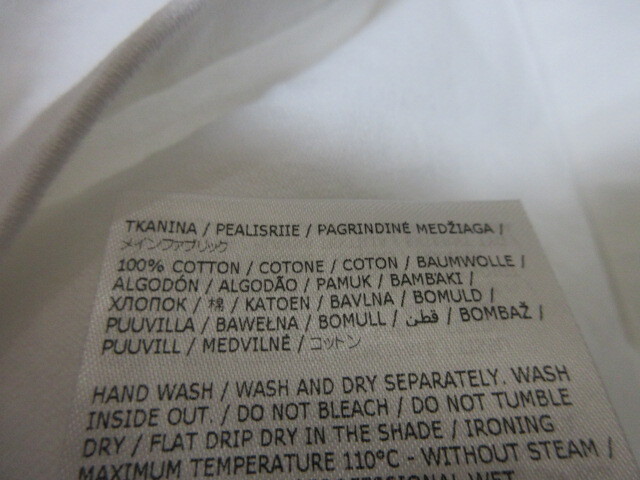 TKANINA / PEALISRIIE / PAGRINDINĖ MEDŽIAGA /
メインファブリック
100% COTTON / COTONE / COTON / BAUMWOLLE /
ALGODÓN / ALGODÃO / PAMUK / BAMBAKI /
ХЛОПОК / 棉 / KATOEN / BAVLNA / BOMULD /
PUUVILLA / BAWEŁNA / BOMULL / قطن / BOMBAŽ /
PUUVILL / MEDVILNĖ / コットン
HAND WASH / WASH AND DRY SEPARATELY. WASH
INSIDE OUT. / DO NOT BLEACH / DO NOT TUMBLE
DRY / FLAT DRIP DRY IN THE SHADE / IRONING
MAXIMUM TEMPERATURE 110°C - WITHOUT STEAM /
WET